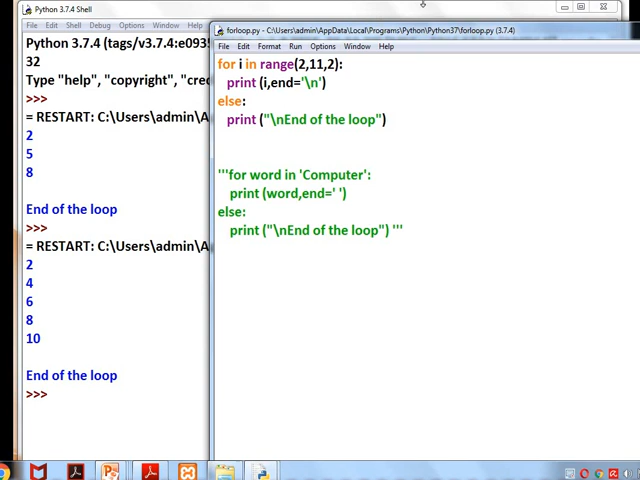 Python 3.7.4 Shell
File Edit Shell Debug Options Window Help
Python 3.7.4 (tags/v3.7.4:e0935
32
Type "help", "copyright", "cred
>>>
= RESTART: C:\Users\admin\A
2
5
8
End of the loop
>>>
= RESTART: C:\Users\admin\A
2
4
6
8
10
End of the loop
>>>
forloop.py - C:\Users\admin\AppData\Local\Programs\Python\Python37\forloop.py (3.7.4)
File Edit Format Run Options Window Help
for i in range(2,11,2):
print (i,end='\n')
else:
print ("\nEnd of the loop")
'''for word in 'Computer':
print (word,end=' ')
else:
print ("\nEnd of the loop") '''